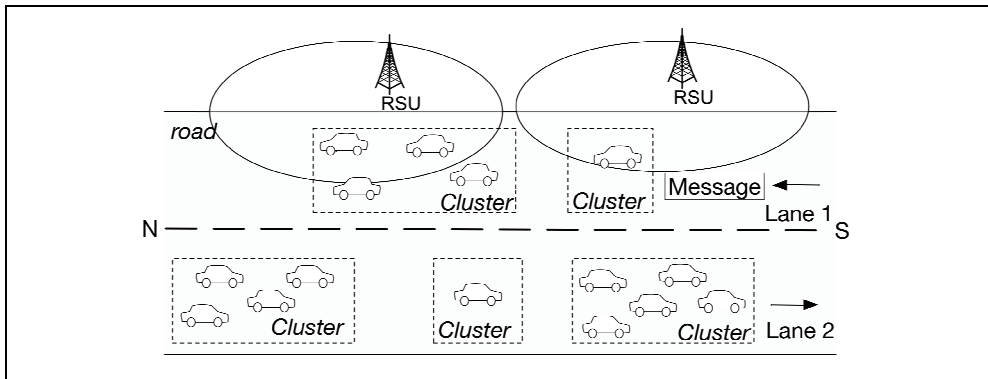 RSU
RSU
road
Cluster
Cluster
Message
Lane 1
N
S
Cluster
Cluster
Cluster
Lane 2